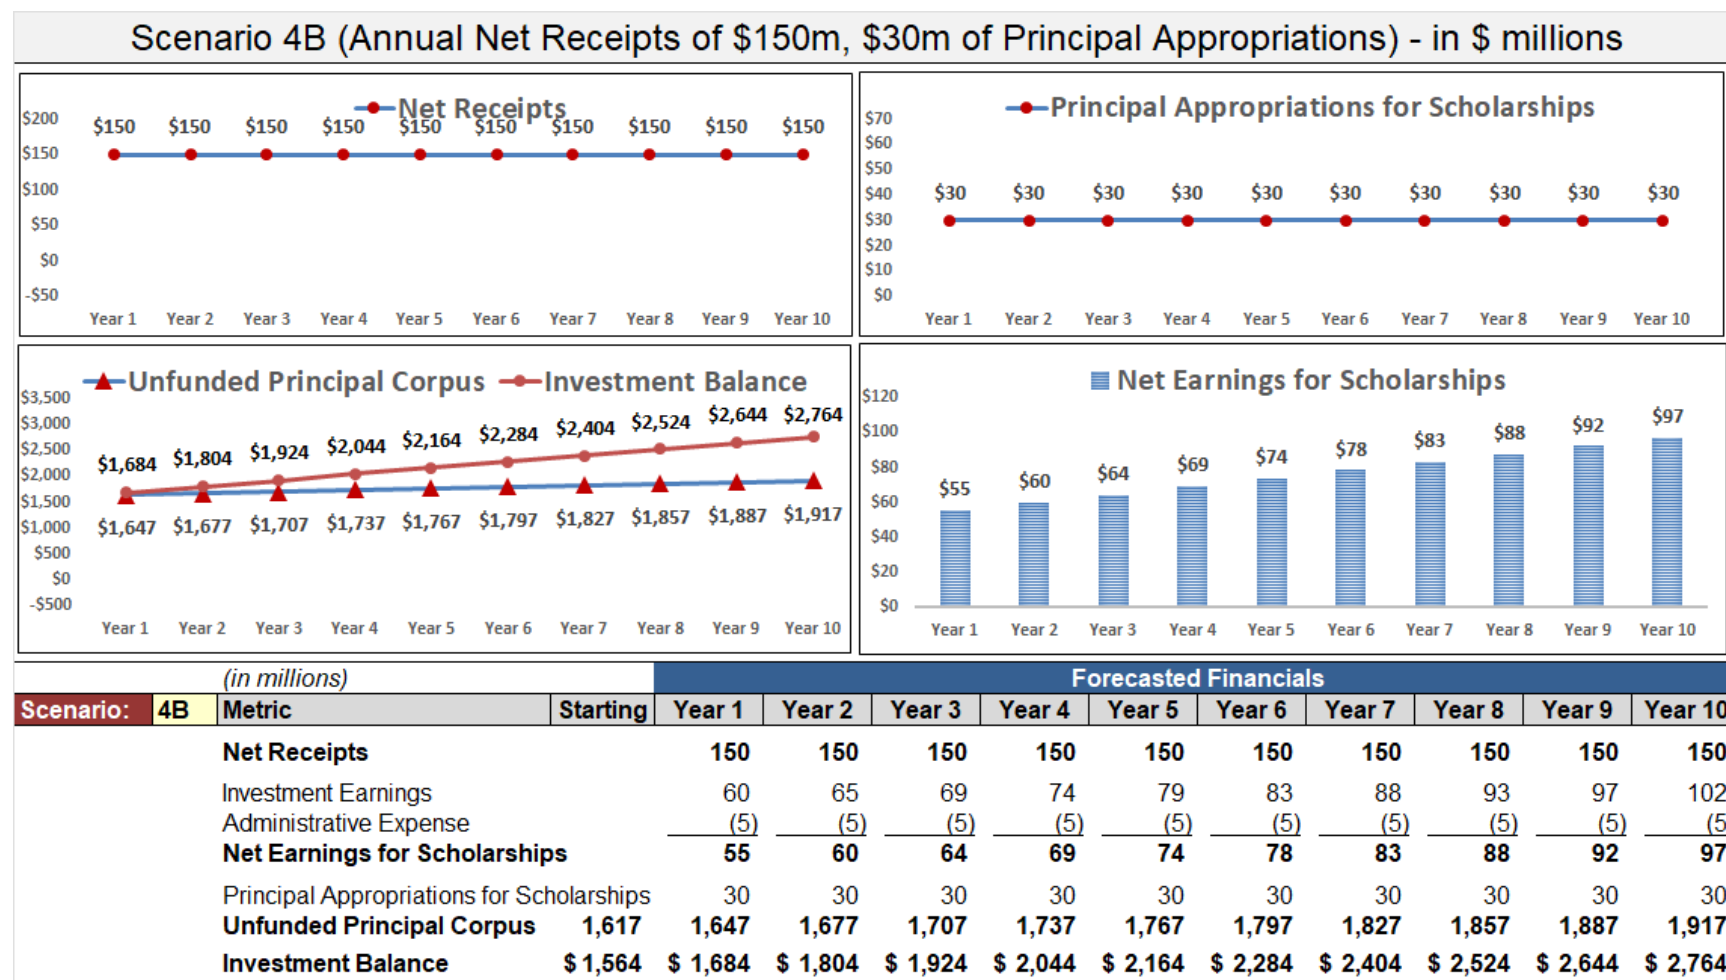 Scenario 4B (Annual Net Receipts of $150m, $30m of Principal Appropriations) - in $ millions
Net Receipts
$200
$150 $150 $150 $150 $150 $150 $150 $150 $150 $150
$150
$100
$50
$0
-$50
Year 1 Year 2 Year 3 Year 4 Year 5 Year 6 Year 7 Year 8 Year 9 Year 10
Principal Appropriations for Scholarships
$70
$60
$50
$40
$30 $30 $30 $30 $30 $30 $30 $30 $30 $30
$30
$20
$10
$0
Year 1 Year 2 Year 3 Year 4 Year 5 Year 6 Year 7 Year 8 Year 9 Year 10
Unfunded Principal Corpus Investment Balance
$3,500
$3,000
$2,500
$2,000
$1,500
$1,000
$500
$0
-$500
$1,684 $1,804 $1,924 $2,044 $2,164 $2,284 $2,404 $2,524 $2,644 $2,764
$1,647 $1,677 $1,707 $1,737 $1,767 $1,797 $1,827 $1,857 $1,887 $1,917
Year 1 Year 2 Year 3 Year 4 Year 5 Year 6 Year 7 Year 8 Year 9 Year 10
Net Earnings for Scholarships
$120
$100
$80
$60
$40
$20
$0
$55 $60 $64 $69 $74 $78 $83 $88 $92 $97
Year 1 Year 2 Year 3 Year 4 Year 5 Year 6 Year 7 Year 8 Year 9 Year 10
(in millions) Forecasted Financials
Scenario: 4B Metric Starting Year 1 Year 2 Year 3 Year 4 Year 5 Year 6 Year 7 Year 8 Year 9 Year 10
Net Receipts 150 150 150 150 150 150 150 150 150 150
Investment Earnings 60 65 69 74 79 83 88 93 97 102
Administrative Expense (5) (5) (5) (5) (5) (5) (5) (5) (5) (5
Net Earnings for Scholarships 55 60 64 69 74 78 83 88 92 97
Principal Appropriations for Scholarships 30 30 30 30 30 30 30 30 30 30
Unfunded Principal Corpus 1,617 1,647 1,677 1,707 1,737 1,767 1,797 1,827 1,857 1,887 1,917
Investment Balance $ 1,564 $ 1,684 $ 1,804 $ 1,924 $ 2,044 $ 2,164 $ 2,284 $ 2,404 $ 2,524 $ 2,644 $ 2,764